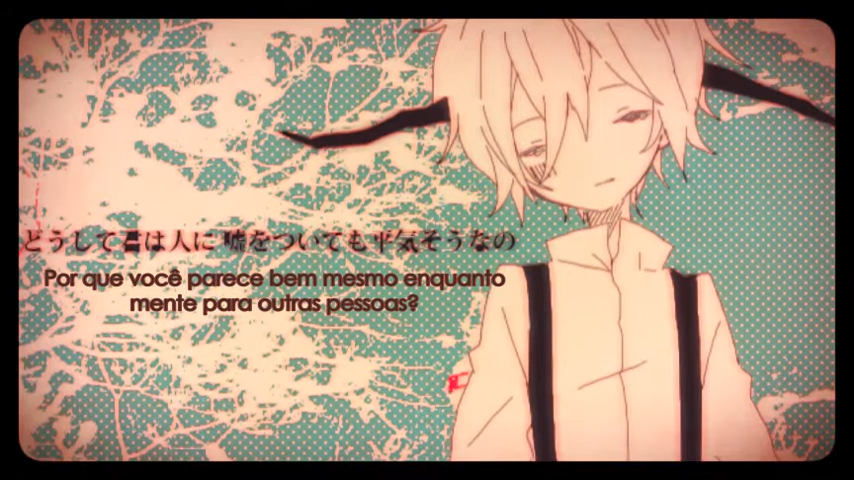 どうして君は人に嘘をついても平気そうなの
Por que você parece bem mesmo enquanto
mente para outras pessoas?